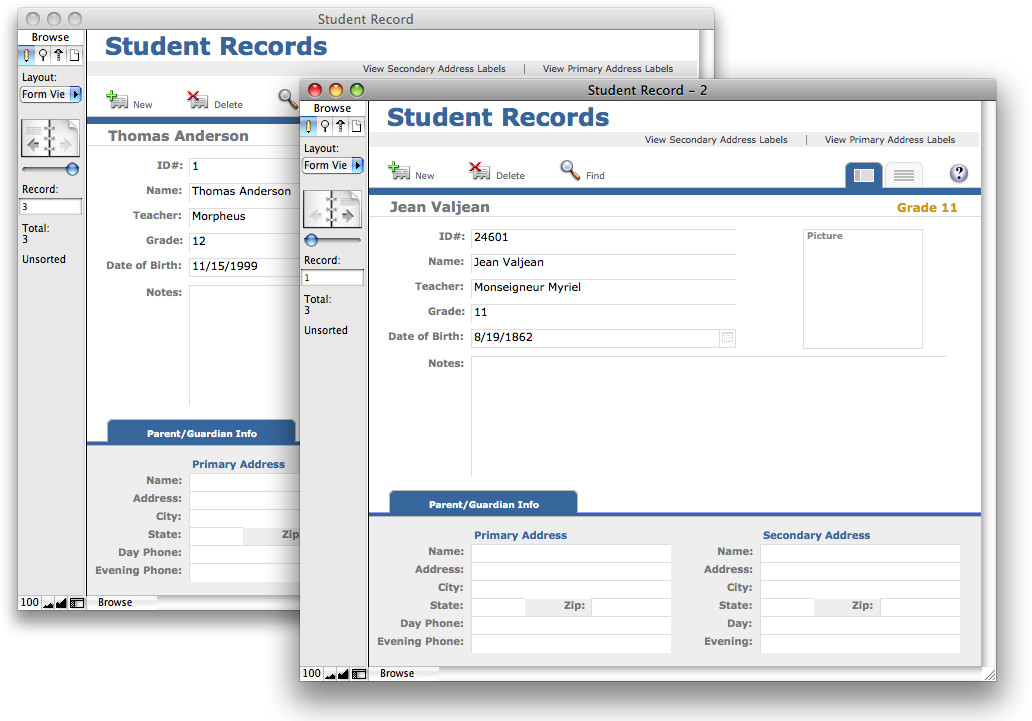 Student Record
Browse
Layout:
Form Vie
Record:
3
Total:
3
Unsorted
Student Records
View Secondary Address Labels | View Primary Address Labels
New Delete
Thomas Anderson
ID#: 1
Name: Thomas Anderson
Teacher: Morpheus
Grade: 12
Date of Birth: 11/15/1999
Notes:
Parent/Guardian Info
Primary Address
Name:
Address:
City:
State: Zip
Day Phone:
Evening Phone:
100 Browse
Student Record – 2
Browse
Layout:
Form Vie
Record:
1
Total:
3
Unsorted
Student Records
View Secondary Address Labels | View Primary Address Labels
New Delete Find ?
Jean Valjean Grade 11
ID#: 24601
Picture
Name: Jean Valjean
Teacher: Monseigneur Myriel
Grade: 11
Date of Birth: 8/19/1862
Notes:
Parent/Guardian Info
Primary Address Secondary Address
Name: Name:
Address: Address:
City: City:
State: Zip: State: Zip:
Day Phone: Day:
Evening Phone: Evening:
100 Browse